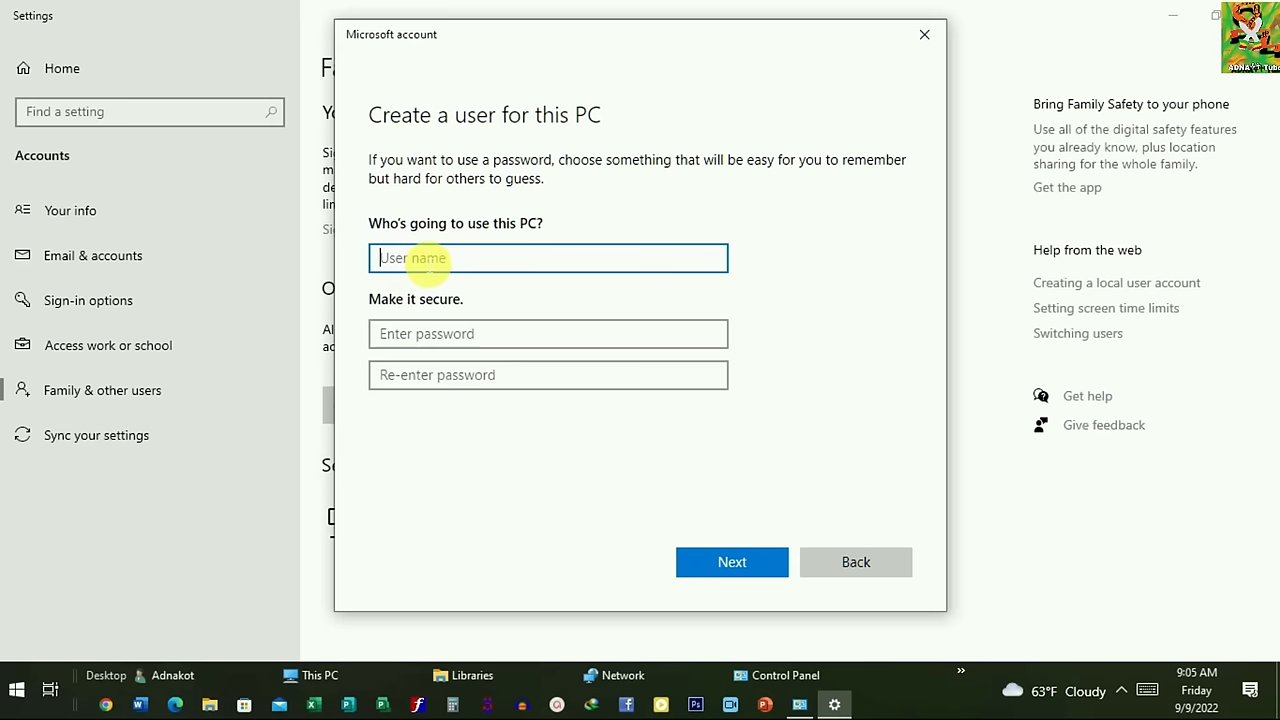 Settings
Home
Find a setting
Accounts
Your info
Email & accounts
Sign-in options
Access work or school
Family & other users
Sync your settings
Microsoft account
Create a user for this PC
If you want to use a password, choose something that will be easy for you to remember
but hard for others to guess.
Who's going to use this PC?
User name
Make it secure.
Enter password
Re-enter password
Next
Back
Bring Family Safety to your phone
Use all of the digital safety features
you already know, plus location
sharing for the whole family.
Get the app
Help from the web
Creating a local user account
Setting screen time limits
Switching users
Get help
Give feedback
Desktop
Adnakot
This PC
Libraries
Network
Control Panel
»
63°F Cloudy
9:05 AM
Friday
9/9/2022